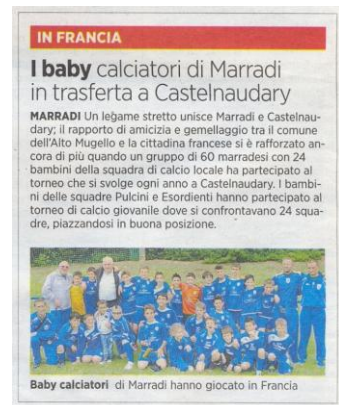 IN FRANCIA
I baby calciatori di Marradi
in trasferta a Castelnaudary
MARRADI Un legame stretto unisce Marradi e Castelnau-
dary; il rapporto di amicizia e gemellaggio tra il comune
dell'Alto Mugello e la cittadina francese si è rafforzato an-
cora di più quando un gruppo di 60 marradesi con 24
bambini della squadra di calcio locale ha partecipato al
torneo che si svolge ogni anno a Castelnaudary. I bambi-
ni delle squadre Pulcini e Esordienti hanno partecipato al
torneo di calcio giovanile dove si confrontavano 24 squa-
dre, piazzandosi in buona posizione.
Baby calciatori di Marradi hanno giocato in Francia